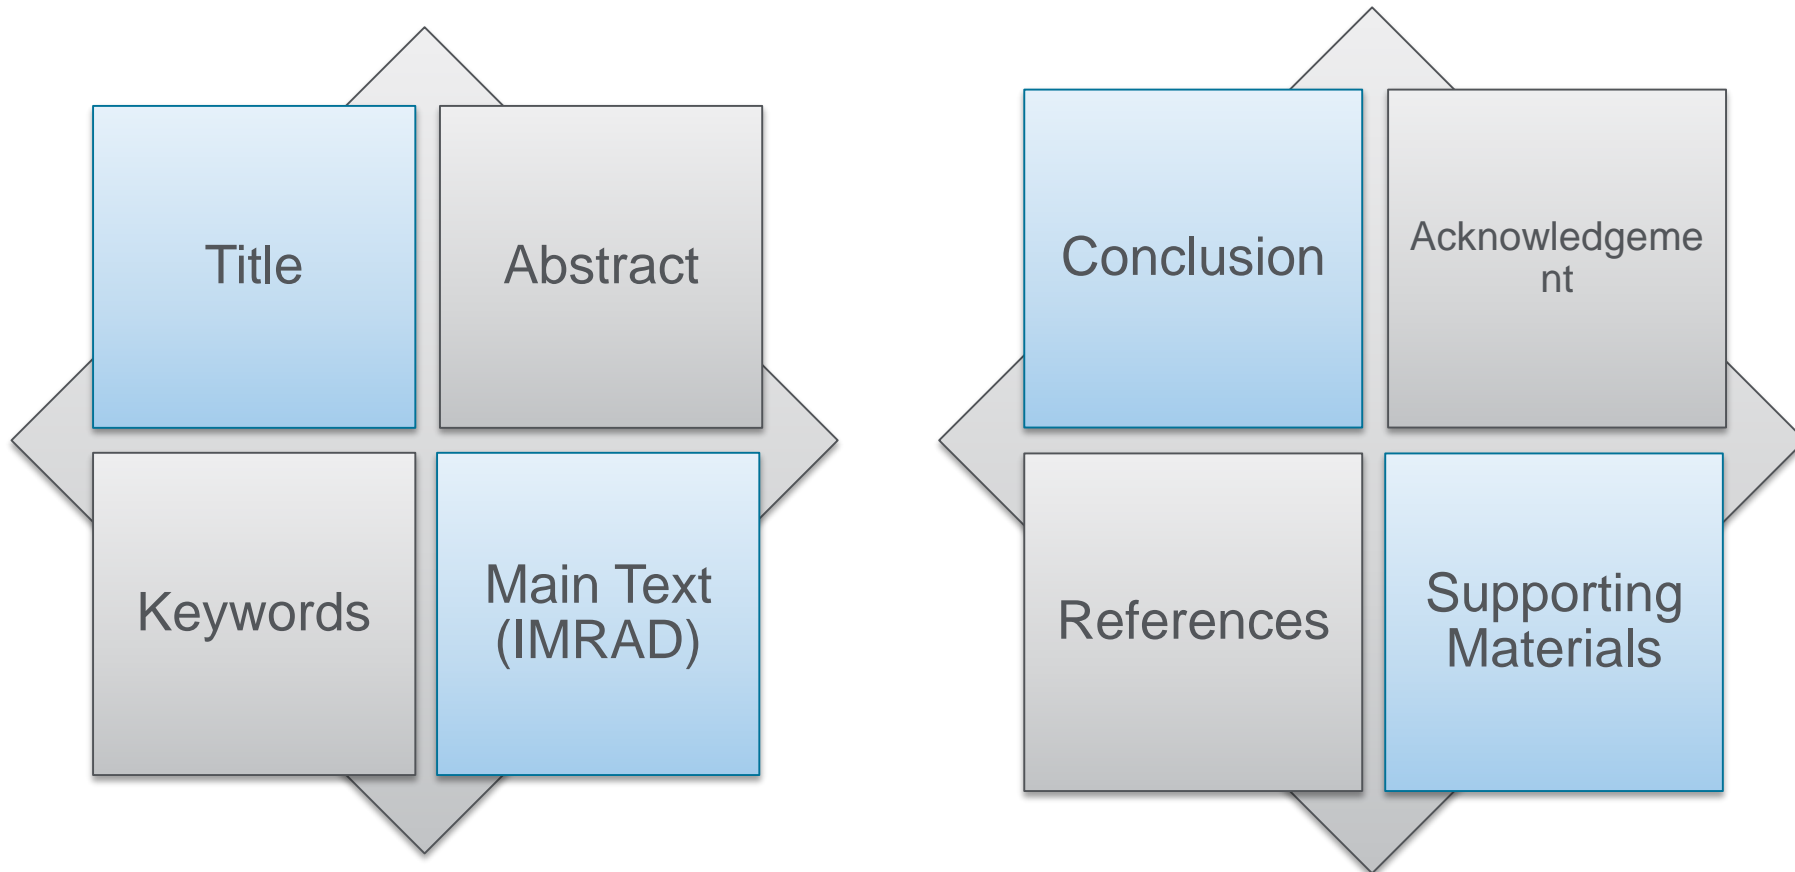 Title
Abstract
Keywords
Main Text
(IMRAD)
Conclusion
Acknowledgeme
nt
References
Supporting
Materials